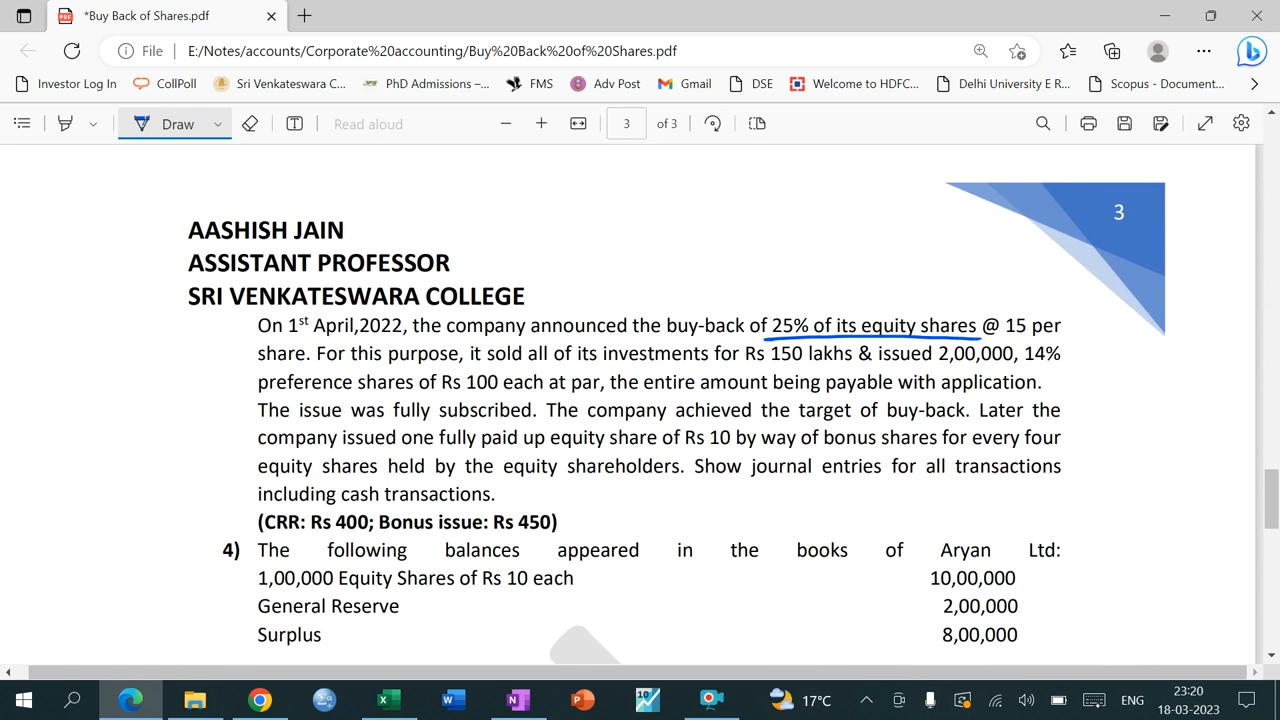 *Buy Back of Shares.pdf
File E:/Notes/accounts/Corporate%20accounting/Buy%20Back%20of%20Shares.pdf
Investor Log In CollPoll Sri Venkateswara C... PhD Admissions –... FMS Adv Post Gmail DSE Welcome to HDFC... Delhi University E R... Scopus - Document...
Draw Read aloud 3 of 3
3
AASHISH JAIN
ASSISTANT PROFESSOR
SRI VENKATESWARA COLLEGE
On 1st April,2022, the company announced the buy-back of 25% of its equity shares @ 15 per
share. For this purpose, it sold all of its investments for Rs 150 lakhs & issued 2,00,000, 14%
preference shares of Rs 100 each at par, the entire amount being payable with application.
The issue was fully subscribed. The company achieved the target of buy-back. Later the
company issued one fully paid up equity share of Rs 10 by way of bonus shares for every four
equity shares held by the equity shareholders. Show journal entries for all transactions
including cash transactions.
(CRR: Rs 400; Bonus issue: Rs 450)
4) The following balances appeared in the books of Aryan Ltd:
1,00,000 Equity Shares of Rs 10 each 10,00,000
General Reserve 2,00,000
Surplus 8,00,000
17°C ENG 23:20
18-03-2023